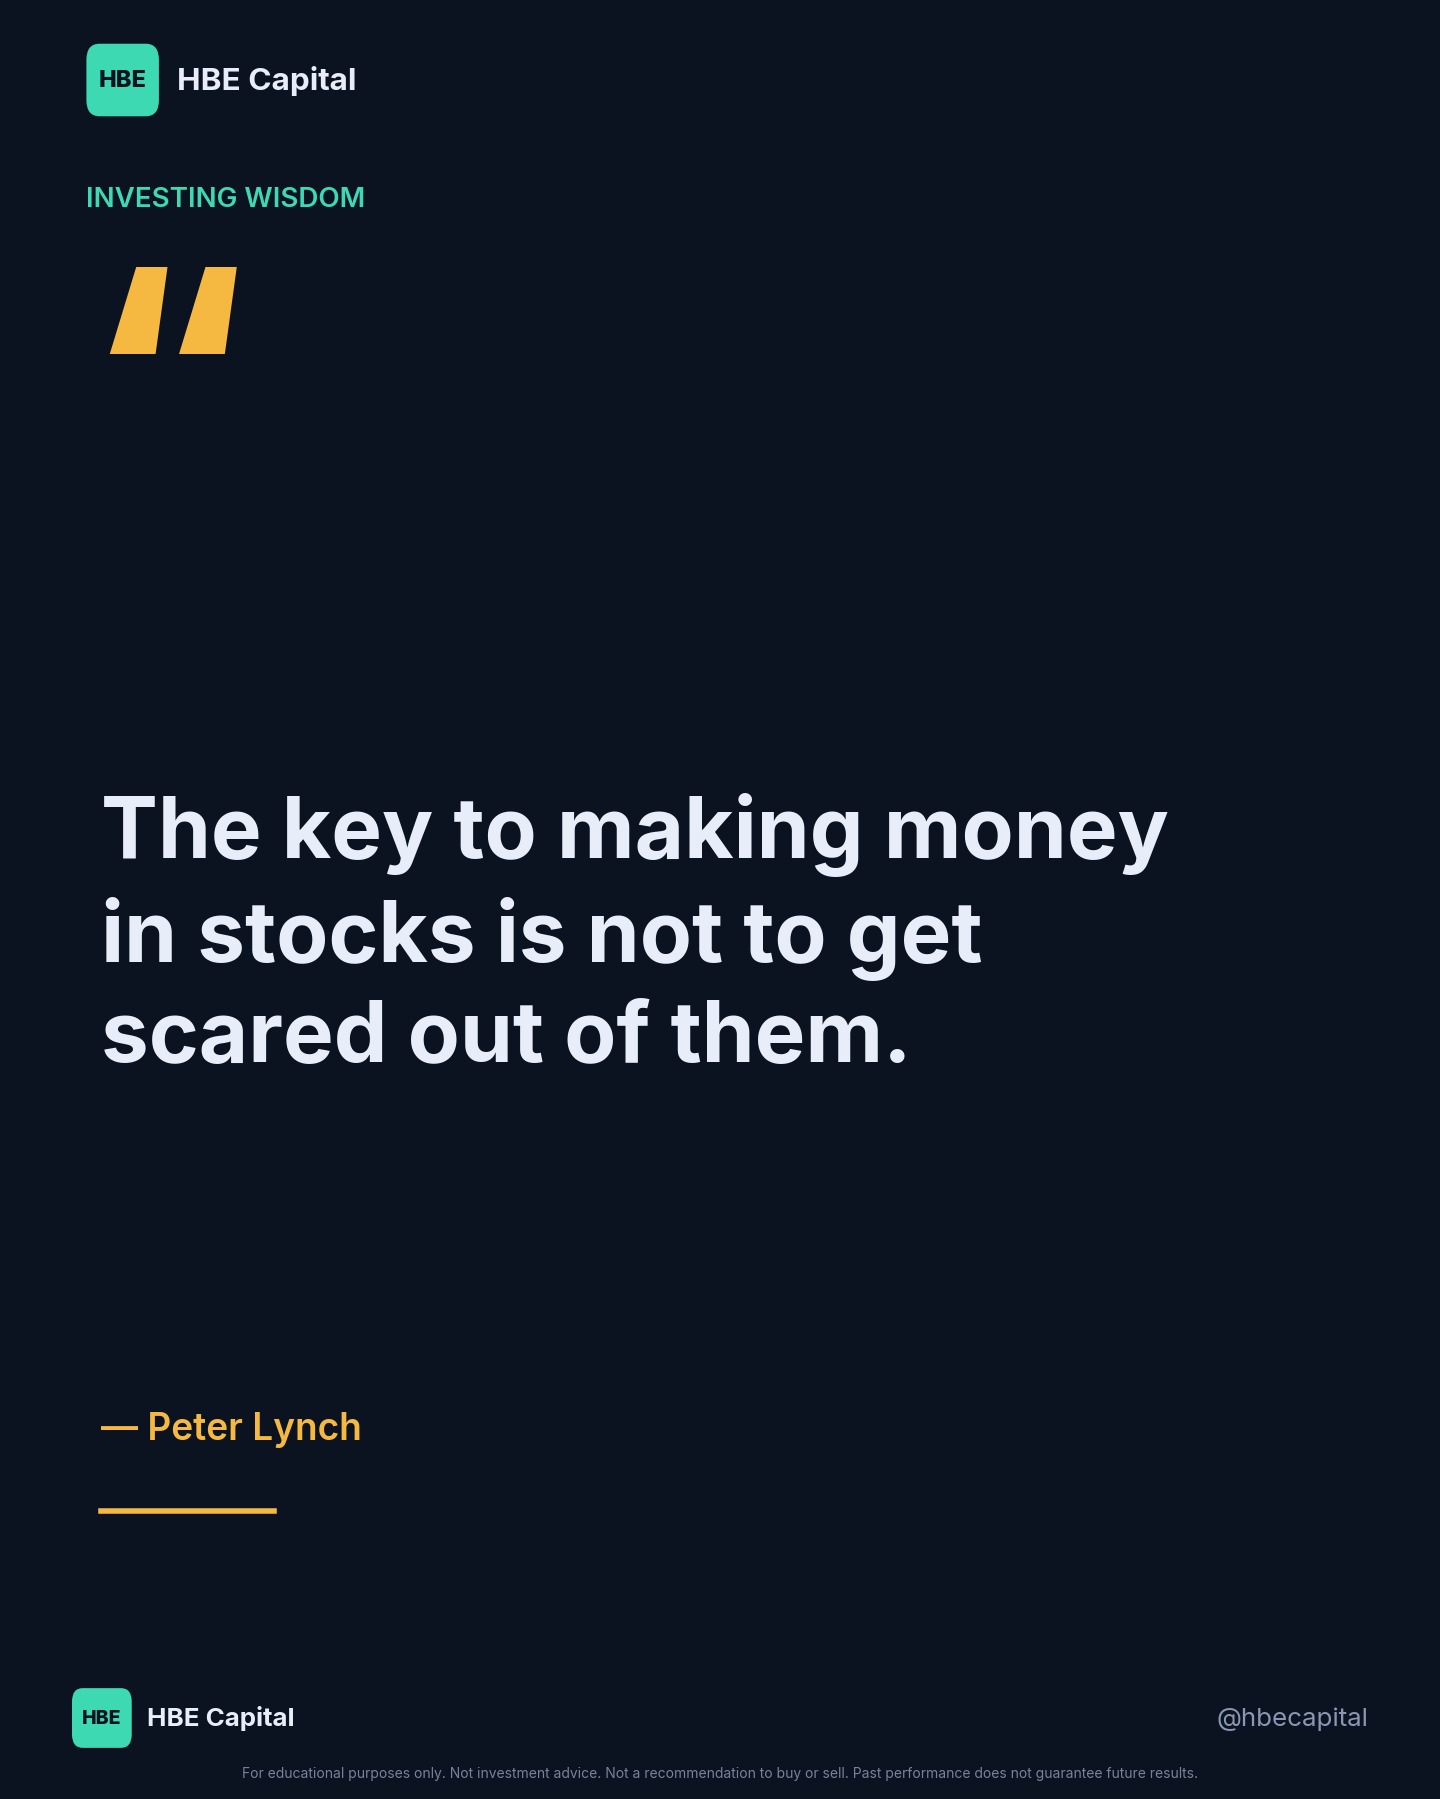 HBE HBE Capital
INVESTING WISDOM
“
The key to making money
in stocks is not to get
scared out of them.
— Peter Lynch
HBE HBE Capital
@hbecapital
For educational purposes only. Not investment advice. Not a recommendation to buy or sell. Past performance does not guarantee future results.